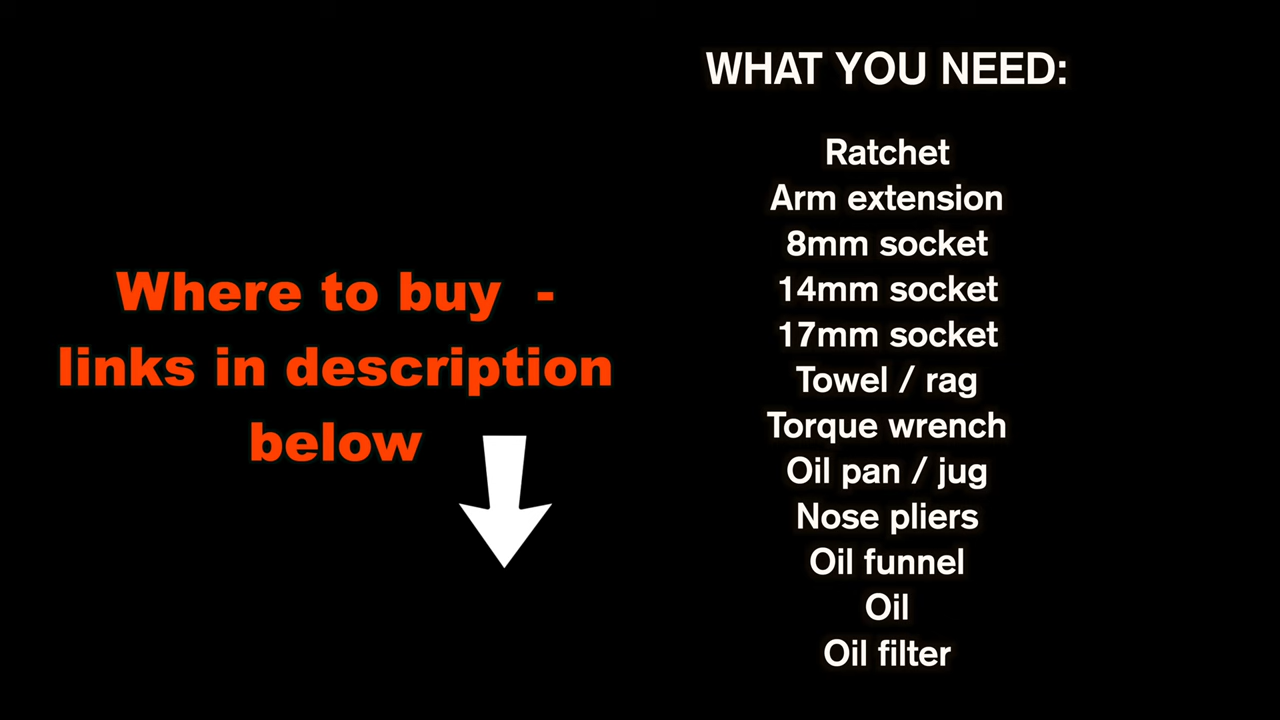 Where to buy  -
links in description
below
WHAT YOU NEED:
Ratchet
Arm extension
8mm socket
14mm socket
17mm socket
Towel / rag
Torque wrench
Oil pan / jug
Nose pliers
Oil funnel
Oil
Oil filter